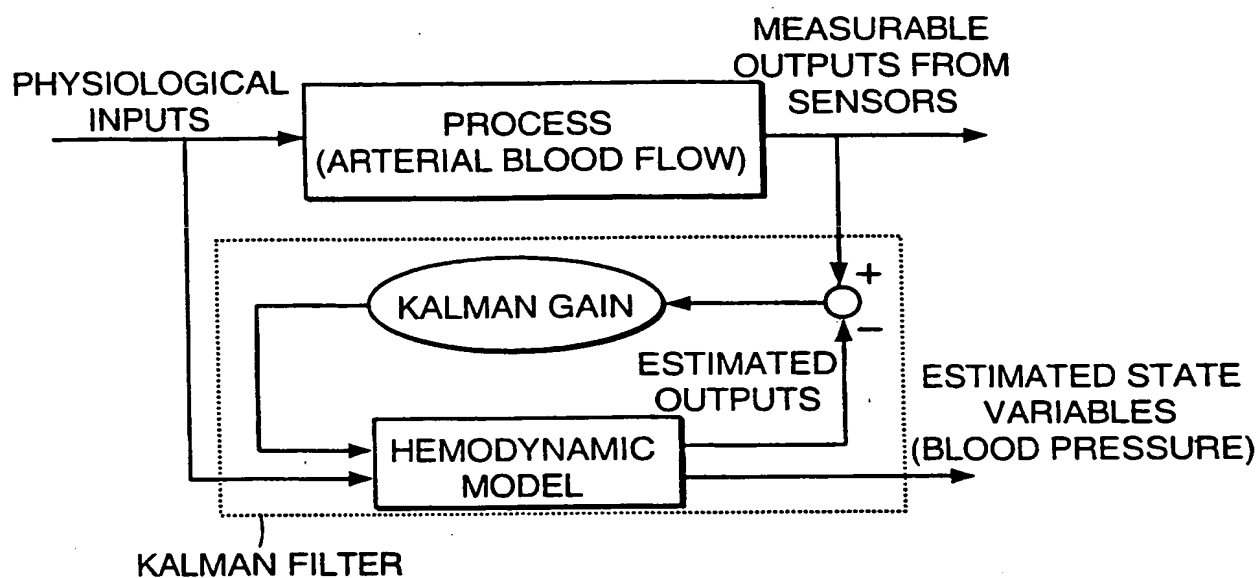 MEASURABLE
OUTPUTS FROM
SENSORS
PHYSIOLOGICAL
INPUTS
PROCESS
(ARTERIAL BLOOD FLOW)
+
KALMAN GAIN
−
ESTIMATED
OUTPUTS
ESTIMATED STATE
VARIABLES
(BLOOD PRESSURE)
HEMODYNAMIC
MODEL
KALMAN FILTER